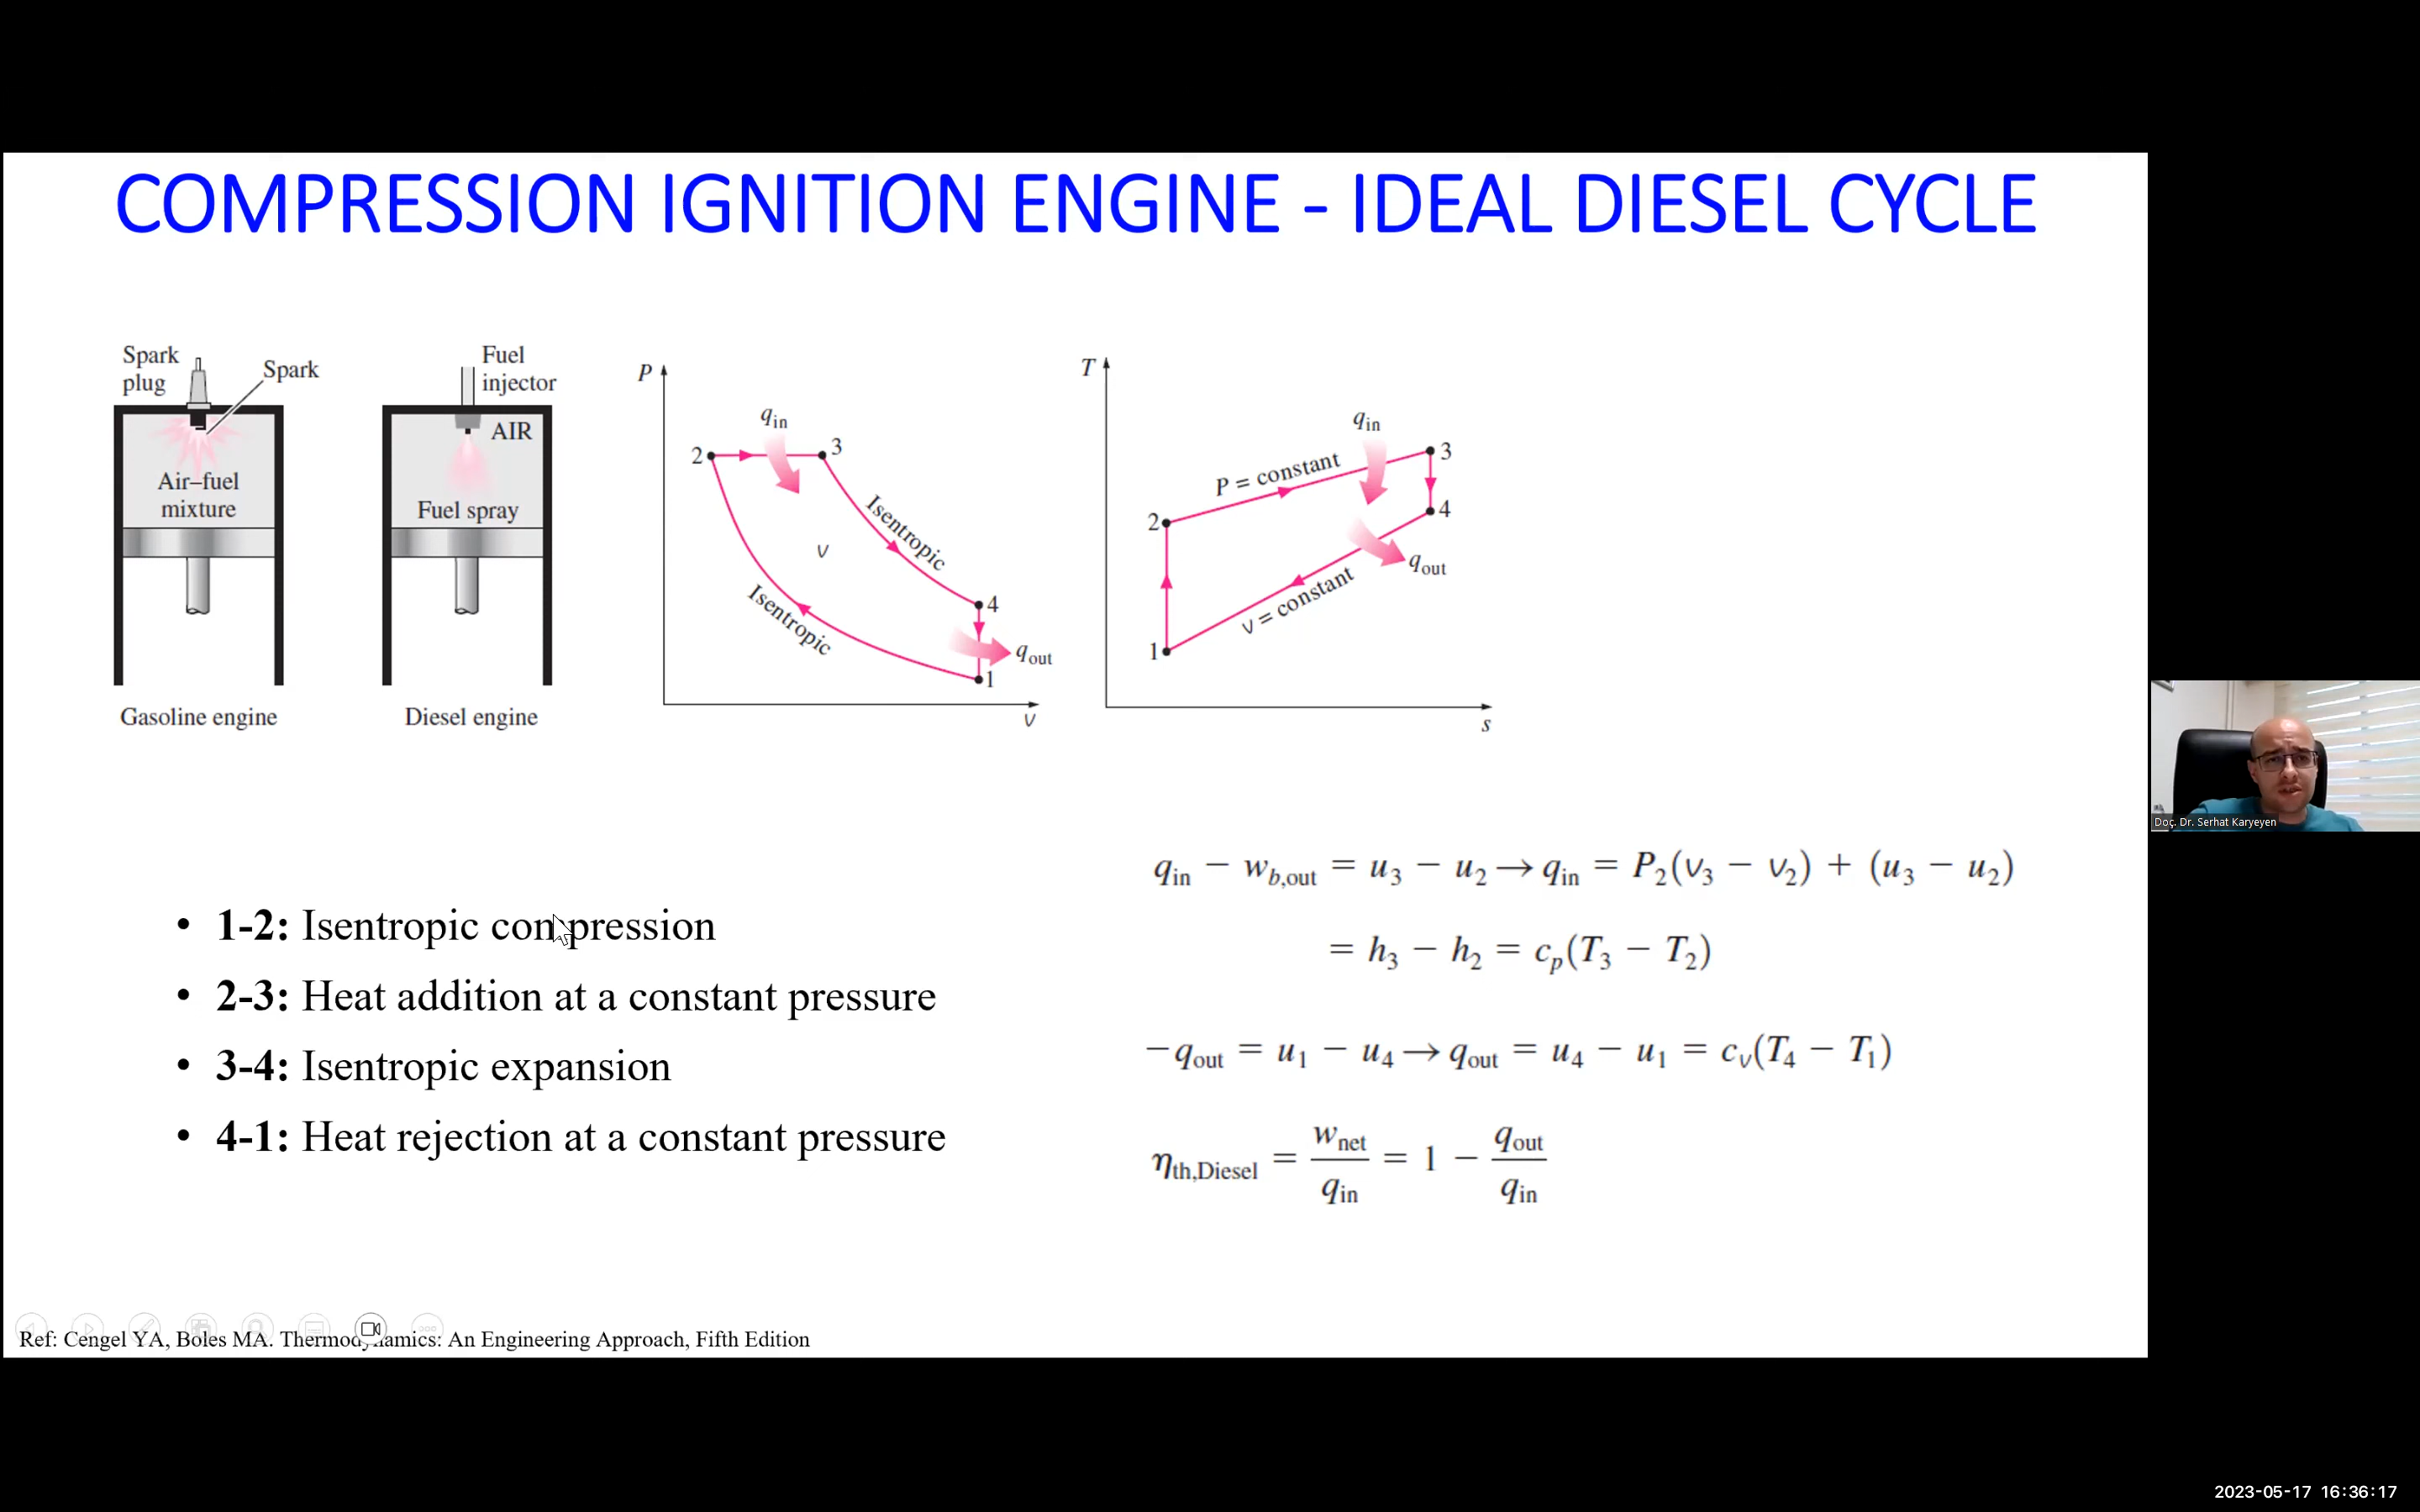 COMPRESSION IGNITION ENGINE - IDEAL DIESEL CYCLE
Spark
plug
Spark
Air–fuel
mixture
Gasoline engine
Fuel
injector
AIR
Fuel spray
Diesel engine
P
q_in
2
3
Isentropic
v
Isentropic
4
q_out
1
v
T
q_in
3
P = constant
4
2
q_out
v = constant
1
s
Doç. Dr. Serhat Karyeyen
q_in − w_b,out = u_3 − u_2 → q_in = P_2(v_3 − v_2) + (u_3 − u_2)
= h_3 − h_2 = c_p(T_3 − T_2)
−q_out = u_1 − u_4 → q_out = u_4 − u_1 = c_v(T_4 − T_1)
η_th,Diesel = w_net / q_in = 1 − q_out / q_in
• 1-2: Isentropic compression
• 2-3: Heat addition at a constant pressure
• 3-4: Isentropic expansion
• 4-1: Heat rejection at a constant pressure
Ref: Cengel YA, Boles MA. Thermodynamics: An Engineering Approach, Fifth Edition
2023-05-17 16:36:17